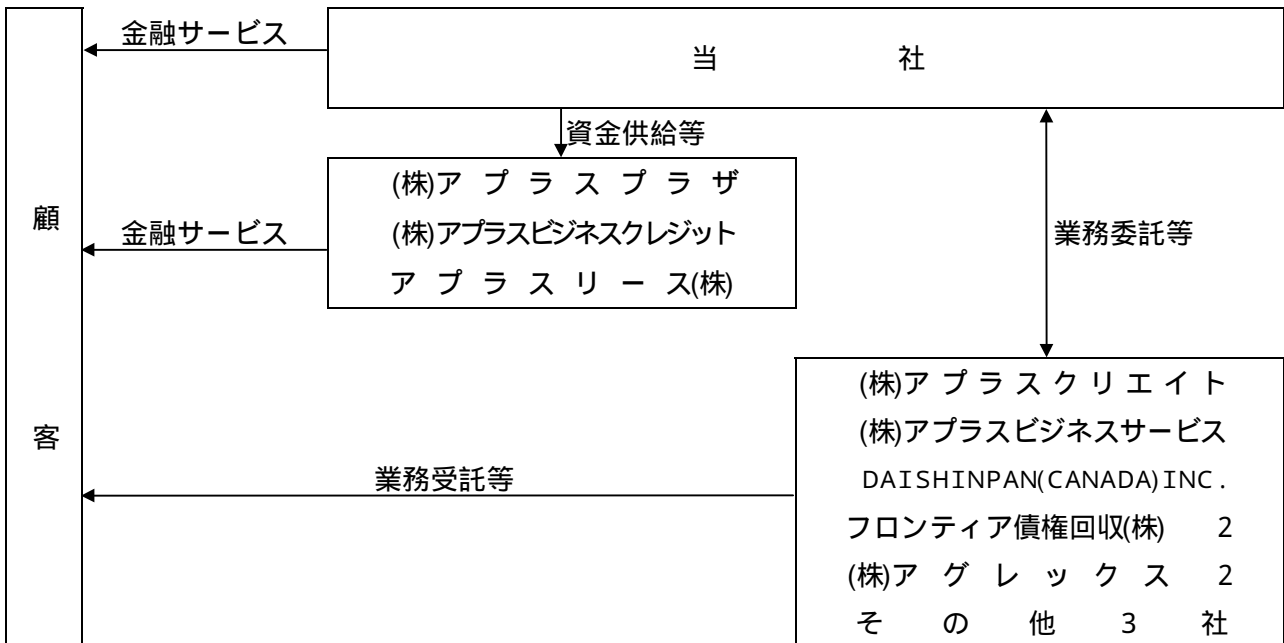 金融サービス
当社
資金供給等
(株)アプラスプラザ
(株)アプラスビジネスクレジット
アプラスリース(株)
顧客
金融サービス
業務委託等
(株)アプラスクリエイト
(株)アプラスビジネスサービス
DAISHINPAN(CANADA)INC.
フロンティア債権回収(株) 2
(株)アグレックス 2
その他3社
業務受託等